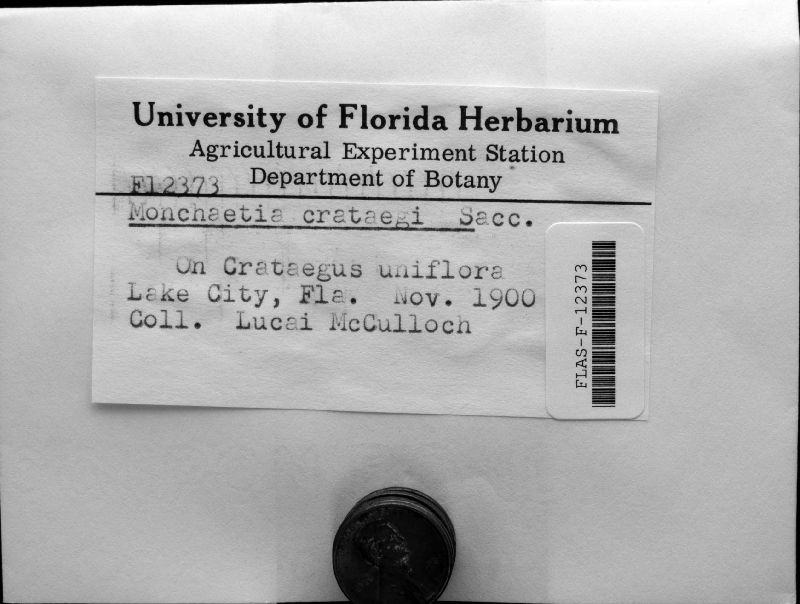 University of Florida Herbarium
Agricultural Experiment Station
Department of Botany
F12373
Monchaetia crataegi Sacc.
On Crataegus uniflora
Lake City, Fla. Nov. 1900
Coll. Lucai McCulloch
FLAS-F-12373